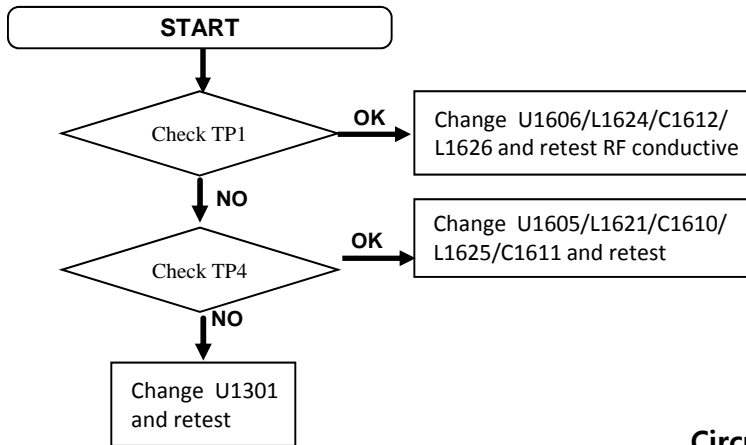 START
Check TP1
OK
Change U1606/L1624/C1612/
L1626 and retest RF conductive
NO
Check TP4
OK
Change U1605/L1621/C1610/
L1625/C1611 and retest
NO
Change U1301
and retest